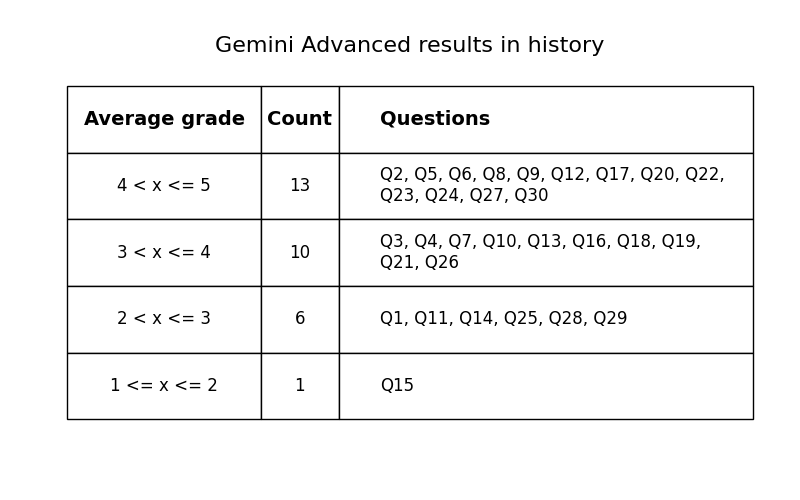 Gemini Advanced results in history
Average grade Count Questions
4 < x <= 5 13 Q2, Q5, Q6, Q8, Q9, Q12, Q17, Q20, Q22,
Q23, Q24, Q27, Q30
3 < x <= 4 10 Q3, Q4, Q7, Q10, Q13, Q16, Q18, Q19,
Q21, Q26
2 < x <= 3 6 Q1, Q11, Q14, Q25, Q28, Q29
1 <= x <= 2 1 Q15